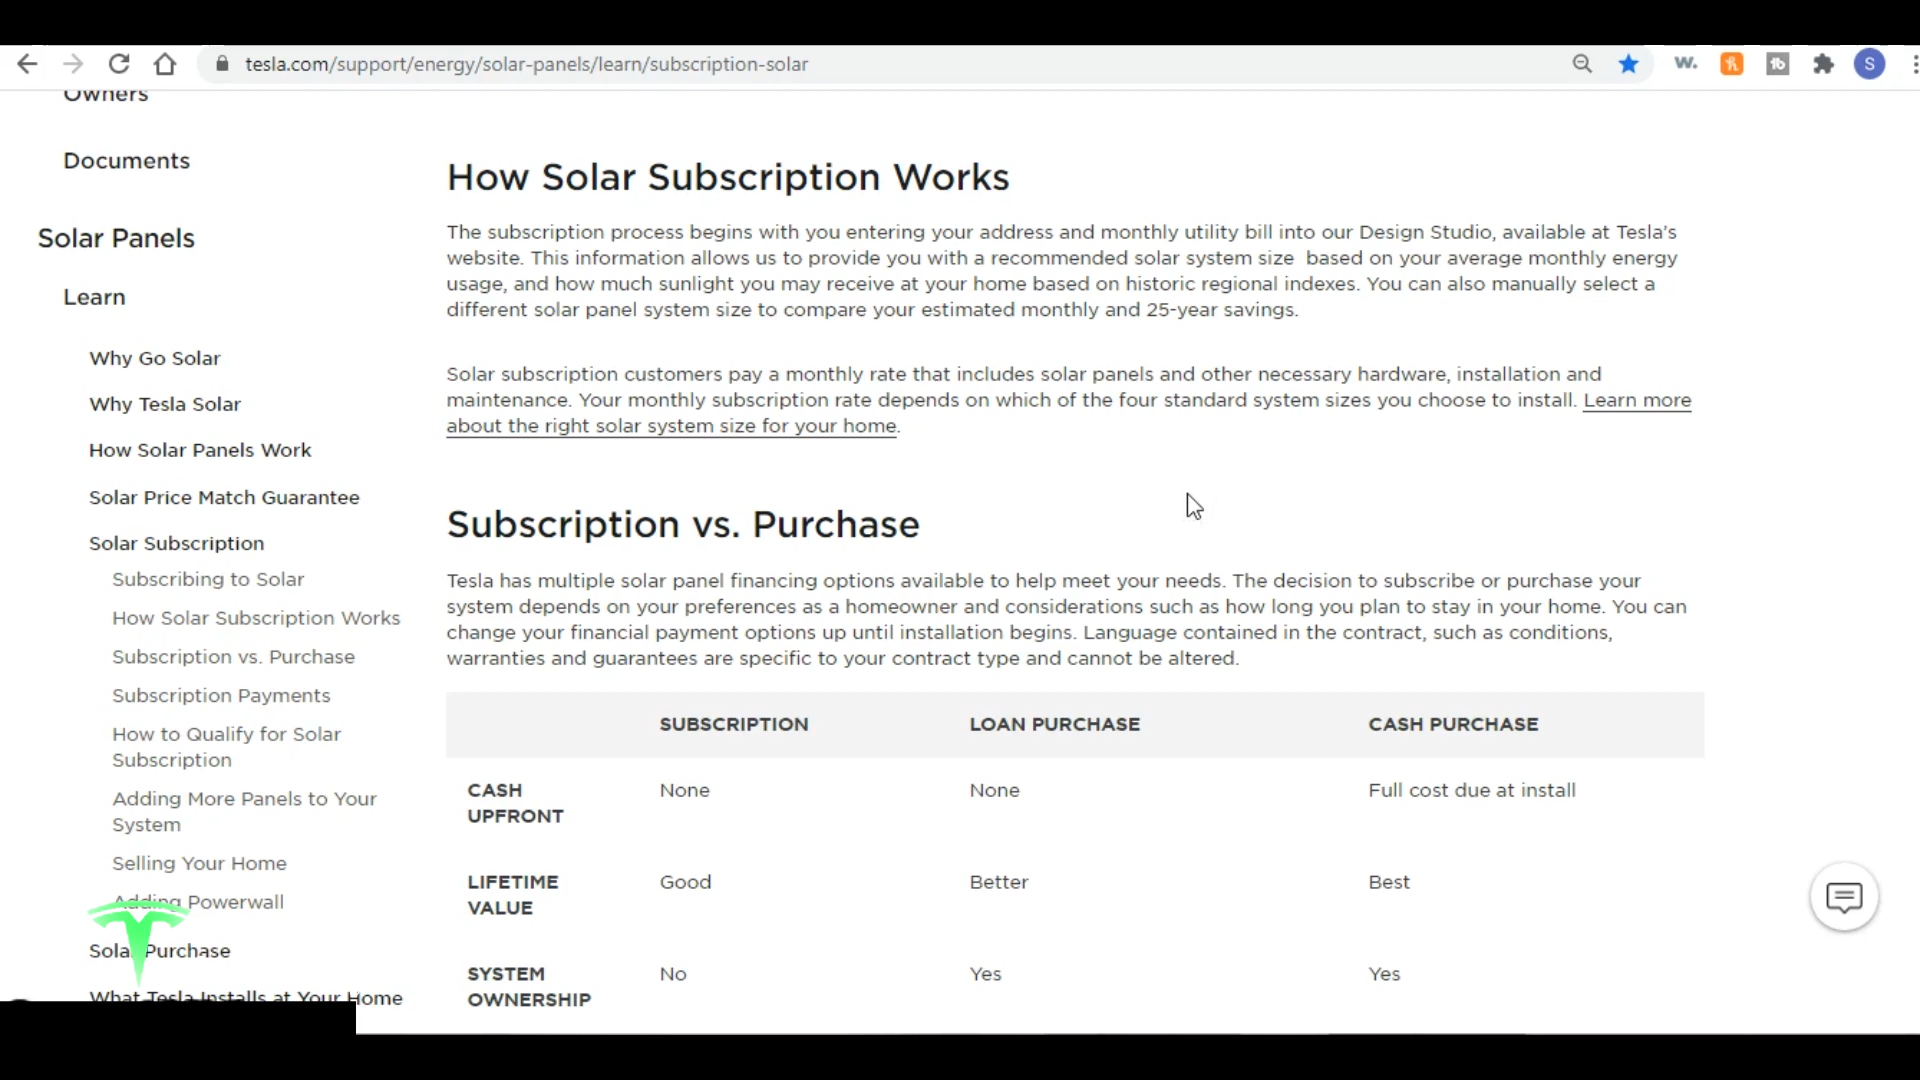 tesla.com/support/energy/solar-panels/learn/subscription-solar
w.
tb
S
Owners
Documents
Solar Panels
Learn
Why Go Solar
Why Tesla Solar
How Solar Panels Work
Solar Price Match Guarantee
Solar Subscription
Subscribing to Solar
How Solar Subscription Works
Subscription vs. Purchase
Subscription Payments
How to Qualify for Solar
Subscription
Adding More Panels to Your
System
Selling Your Home
Adding Powerwall
Solar Purchase
What Tesla Installs at Your Home
How Solar Subscription Works
The subscription process begins with you entering your address and monthly utility bill into our Design Studio, available at Tesla's
website. This information allows us to provide you with a recommended solar system size based on your average monthly energy
usage, and how much sunlight you may receive at your home based on historic regional indexes. You can also manually select a
different solar panel system size to compare your estimated monthly and 25-year savings.
Solar subscription customers pay a monthly rate that includes solar panels and other necessary hardware, installation and
maintenance. Your monthly subscription rate depends on which of the four standard system sizes you choose to install. Learn more
about the right solar system size for your home.
Subscription vs. Purchase
Tesla has multiple solar panel financing options available to help meet your needs. The decision to subscribe or purchase your
system depends on your preferences as a homeowner and considerations such as how long you plan to stay in your home. You can
change your financial payment options up until installation begins. Language contained in the contract, such as conditions,
warranties and guarantees are specific to your contract type and cannot be altered.
SUBSCRIPTION LOAN PURCHASE CASH PURCHASE
CASH
UPFRONT
None None Full cost due at install
LIFETIME
VALUE
Good Better Best
SYSTEM
OWNERSHIP
No Yes Yes